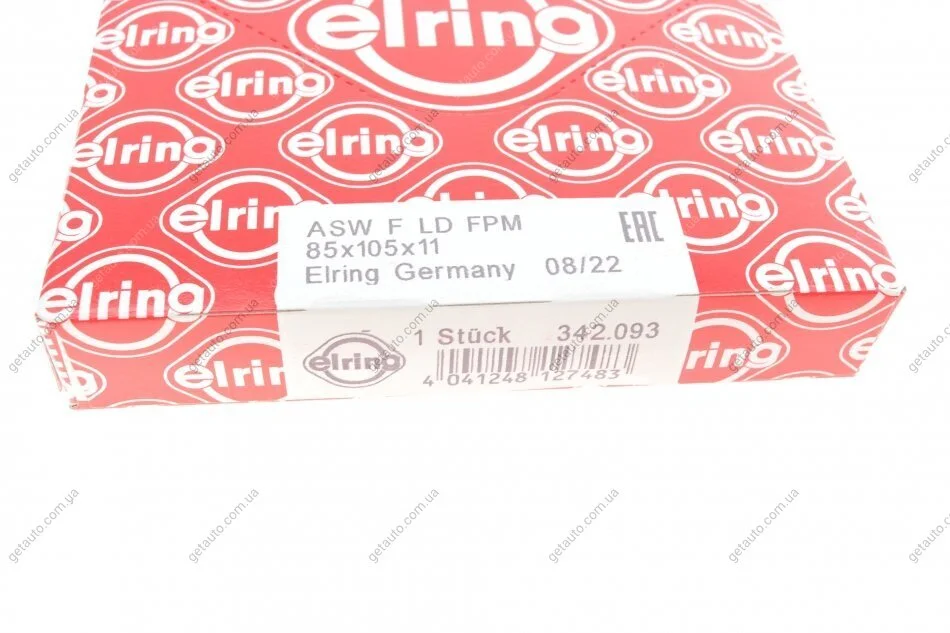 elring
ASW F LD FPM
85x105x11
Elring Germany 08/22
EAC
1 Stück 342.093
elring
4 041248 127483
getauto.com.ua